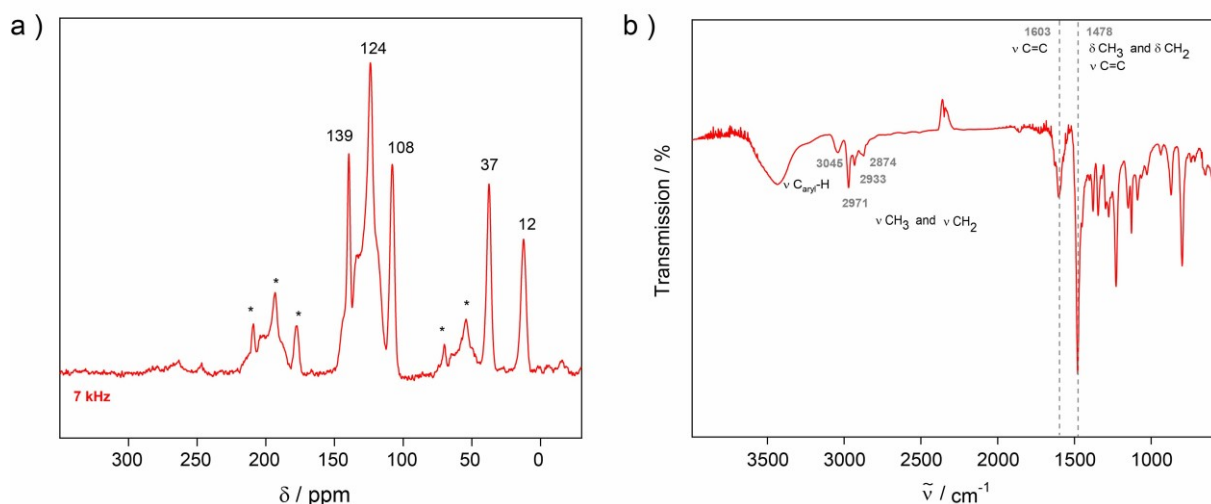 a )
124
139
108
37
12
*
*
*
*
*
7 kHz
300
250
200
150
100
50
0
δ / ppm
b )
1603
ν C=C
1478
δ CH3 and δ CH2
ν C=C
3045
2874
2933
2971
ν Caryl-H
ν CH3 and ν CH2
Transmission / %
3500
3000
2500
2000
1500
1000
ν̃ / cm-1